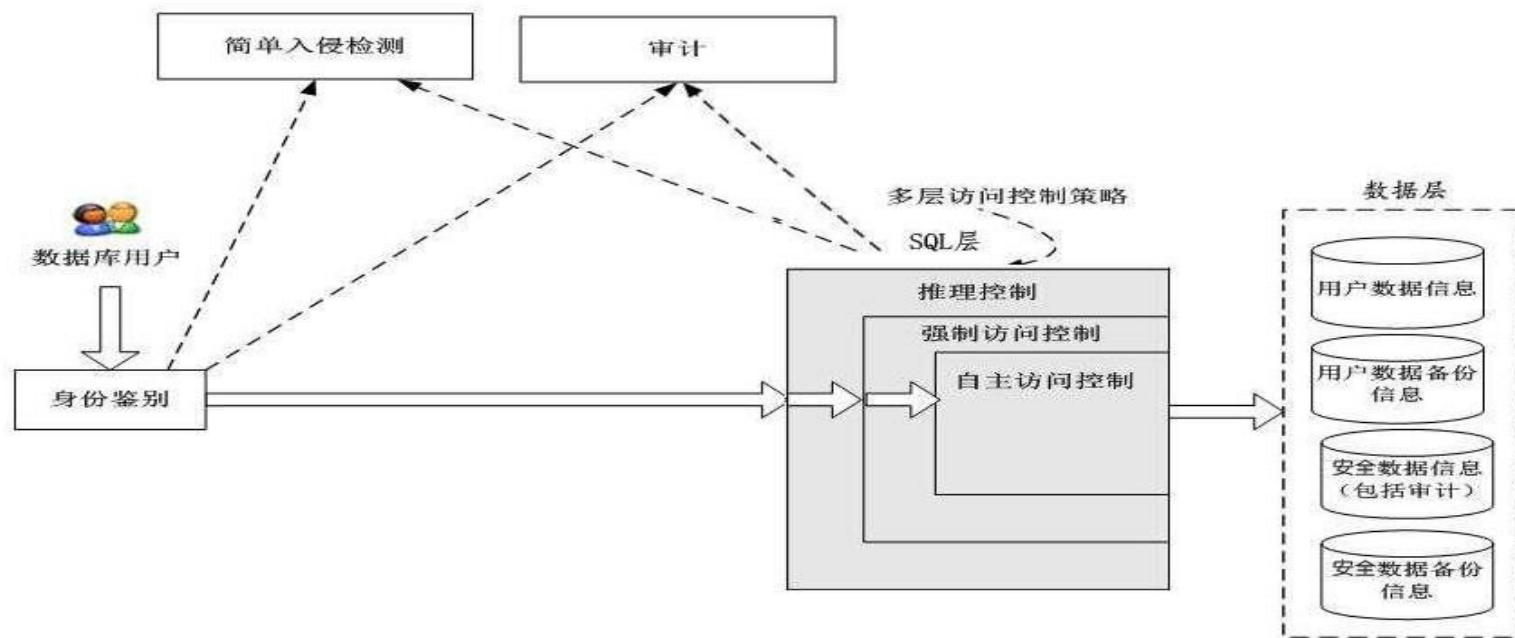 简单入侵检测
审计
多层访问控制策略
数据层
数据库用户
SQL层
推理控制
用户数据信息
强制访问控制
身份鉴别
自主访问控制
用户数据备份
信息
安全数据信息
（包括审计）
安全数据备份
信息